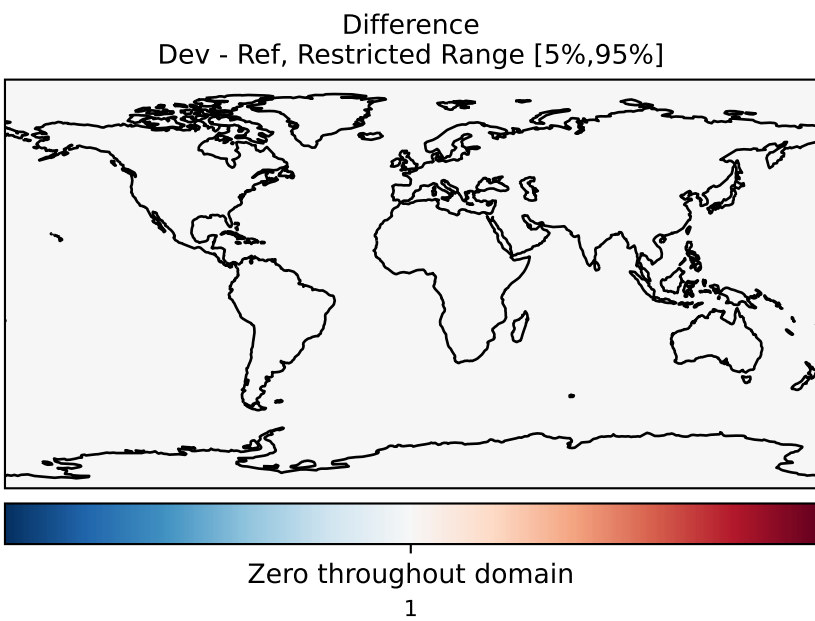 Difference
Dev - Ref, Restricted Range [5%,95%]
Zero throughout domain
1